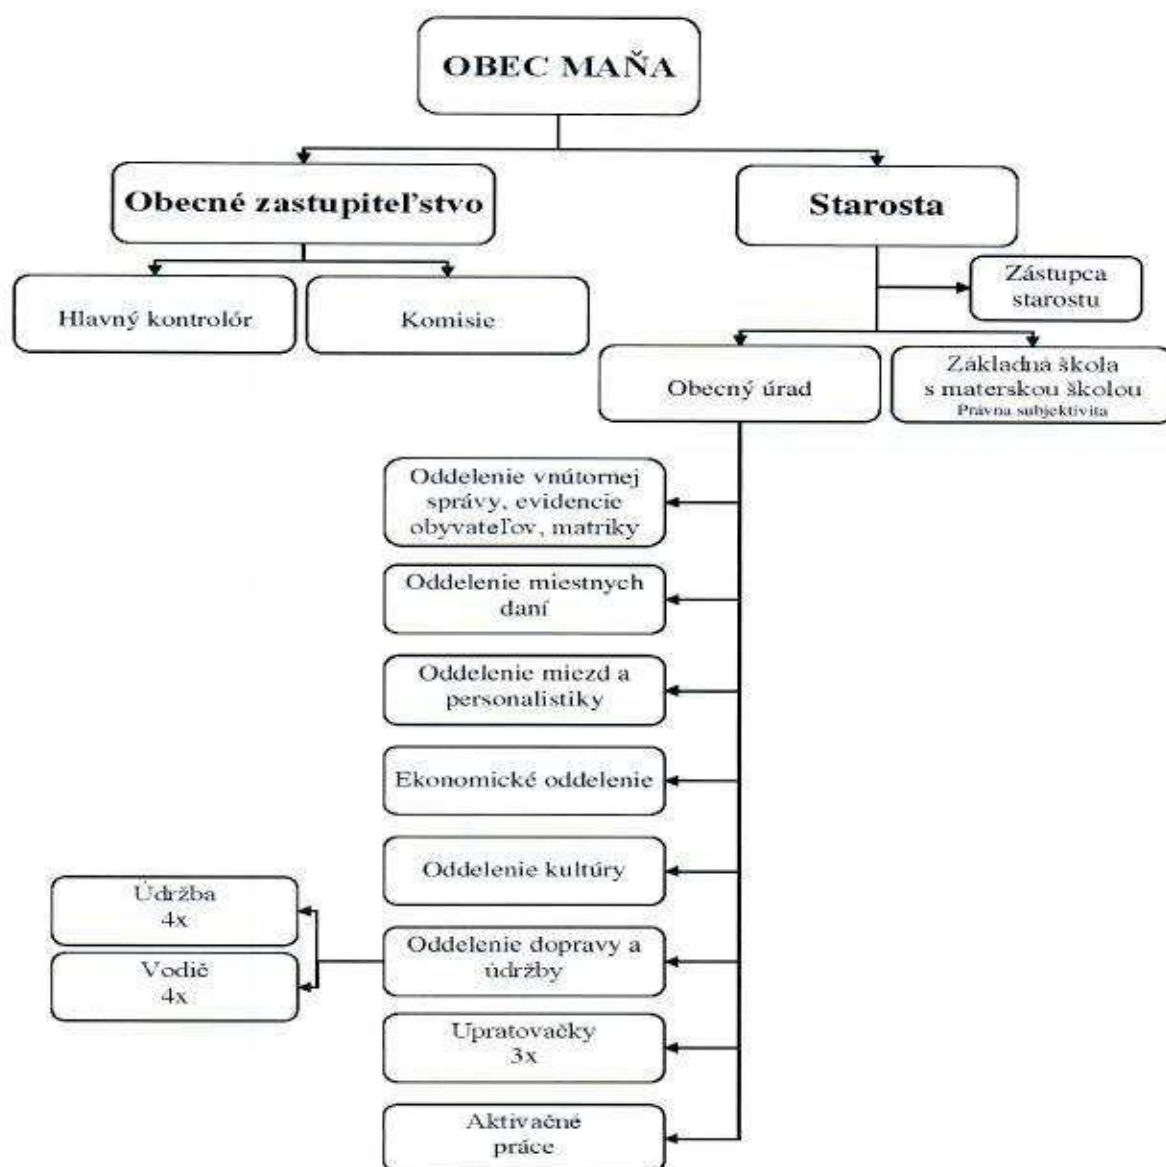 OBEC MAŇA
Obecné zastupiteľstvo
Starosta
Hlavný kontrolór
Komisie
Zástupca
starostu
Obecný úrad
Základná škola
s materskou školou
Právna subjektivita
Oddelenie vnútornej
správy, evidencie
obyvateľov, matriky
Oddelenie miestnych
daní
Oddelenie miezd a
personalistiky
Ekonomické oddelenie
Oddelenie kultúry
Oddelenie dopravy a
údržby
Údržba
4x
Vodič
4x
Upratovačky
3x
Aktivačné
práce